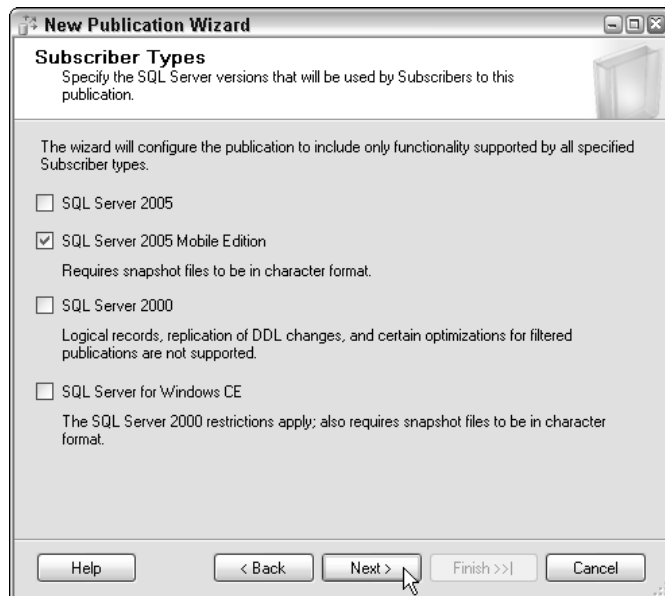 New Publication Wizard
Subscriber Types
Specify the SQL Server versions that will be used by Subscribers to this
publication.
The wizard will configure the publication to include only functionality supported by all specified
Subscriber types.
SQL Server 2005
SQL Server 2005 Mobile Edition
Requires snapshot files to be in character format.
SQL Server 2000
Logical records, replication of DDL changes, and certain optimizations for filtered
publications are not supported.
SQL Server for Windows CE
The SQL Server 2000 restrictions apply; also requires snapshot files to be in character
format.
Help
< Back
Next >
Finish >>|
Cancel